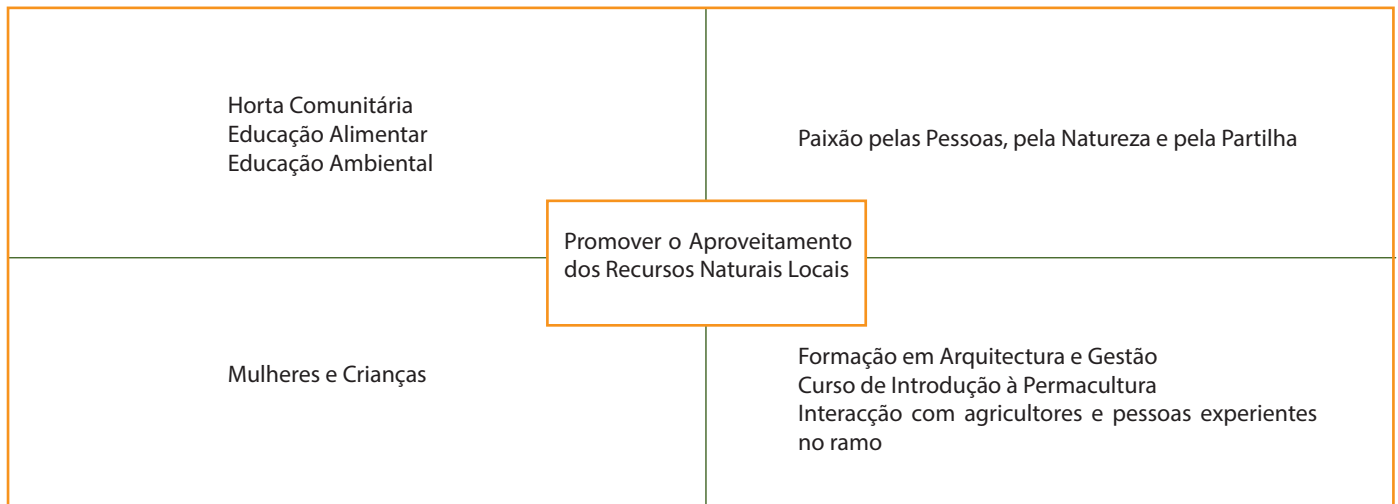 Horta Comunitária
Educação Alimentar
Educação Ambiental
Paixão pelas Pessoas, pela Natureza e pela Partilha
Promover o Aproveitamento
dos Recursos Naturais Locais
Mulheres e Crianças
Formação em Arquitectura e Gestão
Curso de Introdução à Permacultura
Interacção com agricultores e pessoas experientes
no ramo